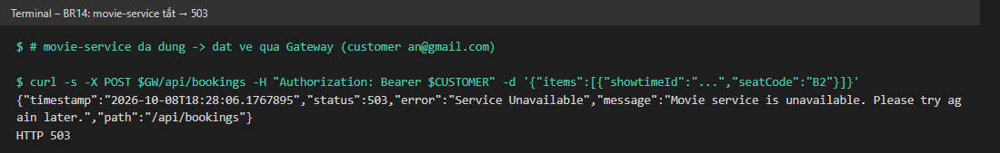 Terminal – BR14: movie-service tắt → 503
$ # movie-service da dung -> dat ve qua Gateway (customer an@gmail.com)
$ curl -s -X POST $GW/api/bookings -H "Authorization: Bearer $CUSTOMER" -d '{"items":[{"showtimeId":"...","seatCode":"B2"}]}'
{"timestamp":"2026-10-08T18:28:06.1767895","status":503,"error":"Service Unavailable","message":"Movie service is unavailable. Please try ag
ain later.","path":"/api/bookings"}
HTTP 503